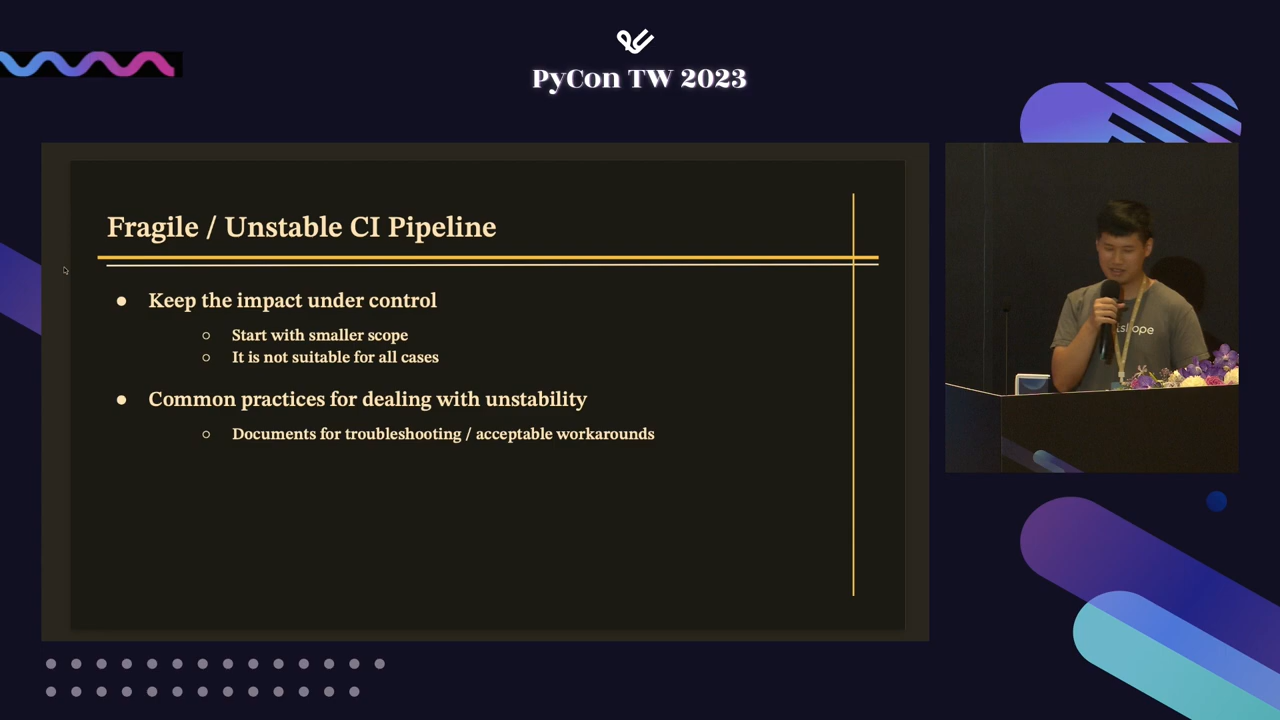 PyCon TW 2023
Fragile / Unstable CI Pipeline
● Keep the impact under control
○ Start with smaller scope
○ It is not suitable for all cases
● Common practices for dealing with unstability
○ Documents for troubleshooting / acceptable workarounds